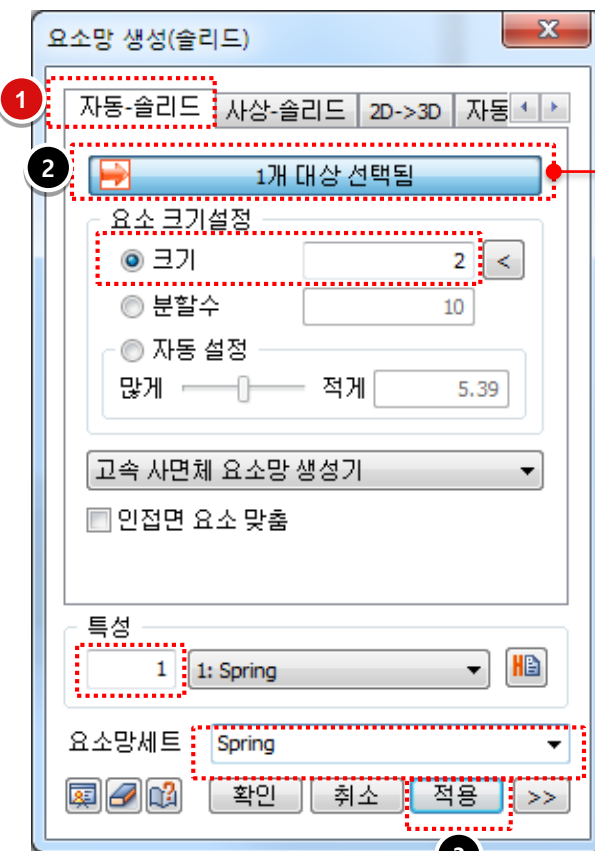 요소망 생성(솔리드)
x
1
자동-솔리드 사상-솔리드 2D->3D 자동
2
1개 대상 선택됨
요소 크기설정
크기 2 <
분할수 10
자동 설정
많게 적게 5.39
고속 사면체 요소망 생성기
인접면 요소 맞춤
특성
1 1: Spring
요소망세트 Spring
확인 취소 적용 >>